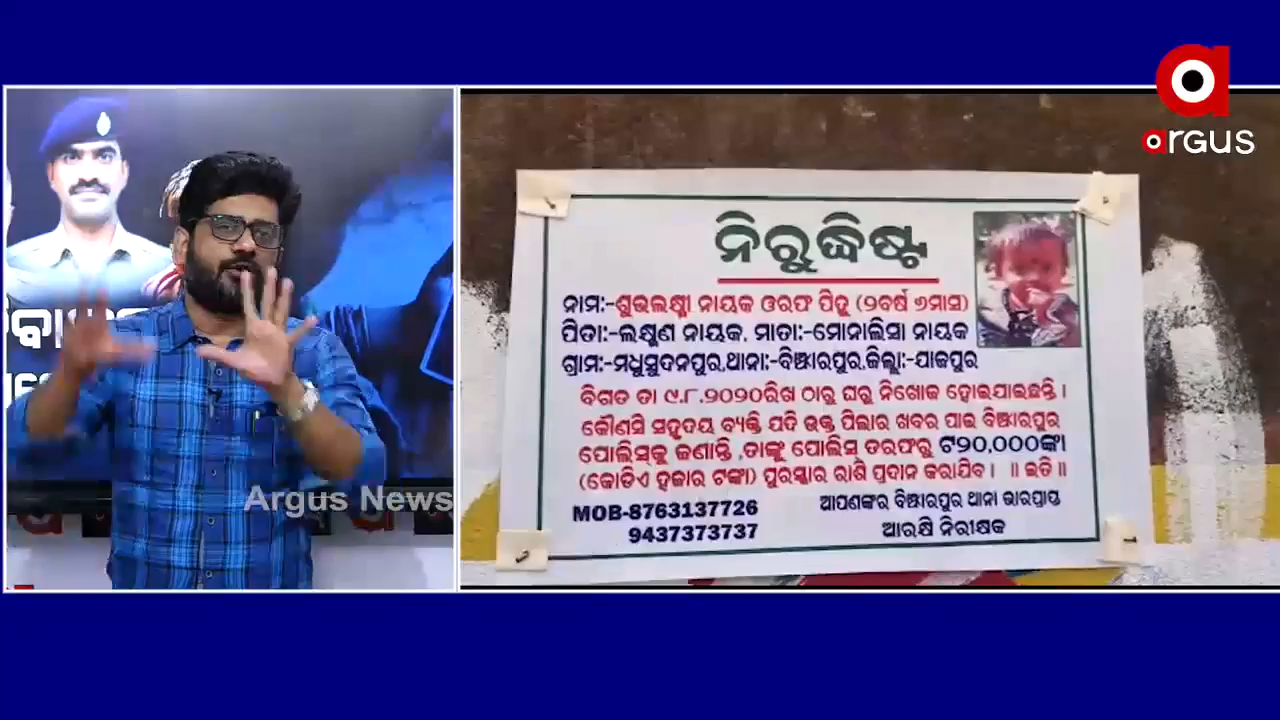 argus
Argus News
ନିରୁଦ୍ଧିଷ୍ଟ
ନାମ:-ଶୁଭଲକ୍ଷ୍ମୀ ନାୟକ ଓରଫ ପିହୁ (୨ବର୍ଷ ୬ମାସ)
ପିତା:-ଲକ୍ଷ୍ମଣ ନାୟକ, ମାତା:-ମୋନାଲିସା ନାୟକ
ଗ୍ରାମ:-ମଧୁସୁଦନପୁର,ଥାନା:-ବିଞ୍ଝାରପୁର,ଜିଲ୍ଲା:-ଯାଜପୁର
ବିଗତ ତା ୯.୮.୨୦୨୦ରିଖ ଠାରୁ ଘରୁ ନିଖୋଜ ହୋଇଯାଇଛନ୍ତି ।
କୌଣସି ସହୃଦୟ ବ୍ୟକ୍ତି ଯଦି ଉକ୍ତ ପିଲାର ଖବର ପାଇ ବିଞ୍ଝାରପୁର
ପୋଲିସ୍‌କୁ ଜଣାନ୍ତି ,ତାଙ୍କୁ ପୋଲିସ ତରଫରୁ ଟ୨୦,୦୦୦ଙ୍କା
(କୋଡିଏ ହଜାର ଟଙ୍କା) ପୁରସ୍କାର ରାଶି ପ୍ରଦାନ କରାଯିବ । ॥ ଇତି ॥
MOB-8763137726
9437373737
ଆପଣଙ୍କର ବିଞ୍ଝାରପୁର ଥାନା ଭାରପ୍ରାପ୍ତ
ଆରକ୍ଷି ନିରୀକ୍ଷକ